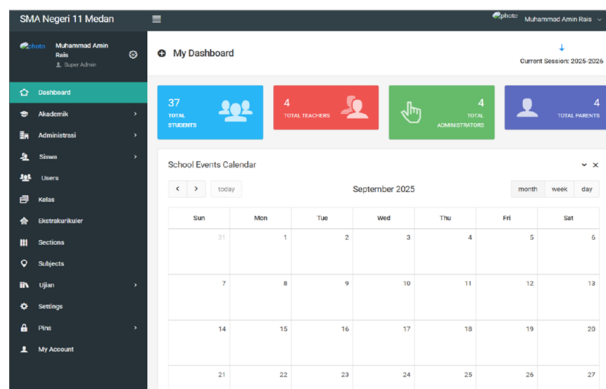 SMA Negeri 11 Medan
photo
Muhammad Amin Rais
photo
Muhammad Amin
Rais
Super Admin
Dashboard
Akademik
Administrasi
Siswa
Users
Kelas
Ekstrakurikuler
Sections
Subjects
Ujian
Settings
Pins
My Account
My Dashboard
Current Session: 2025-2026
37
TOTAL
STUDENTS
4
TOTAL TEACHERS
4
TOTAL
ADMINISTRATORS
4
TOTAL PARENTS
School Events Calendar
today
September 2025
month week day
Sun Mon Tue Wed Thu Fri Sat
31 1 2 3 4 5 6
7 8 9 10 11 12 13
14 15 16 17 18 19 20
21 22 23 24 25 26 27